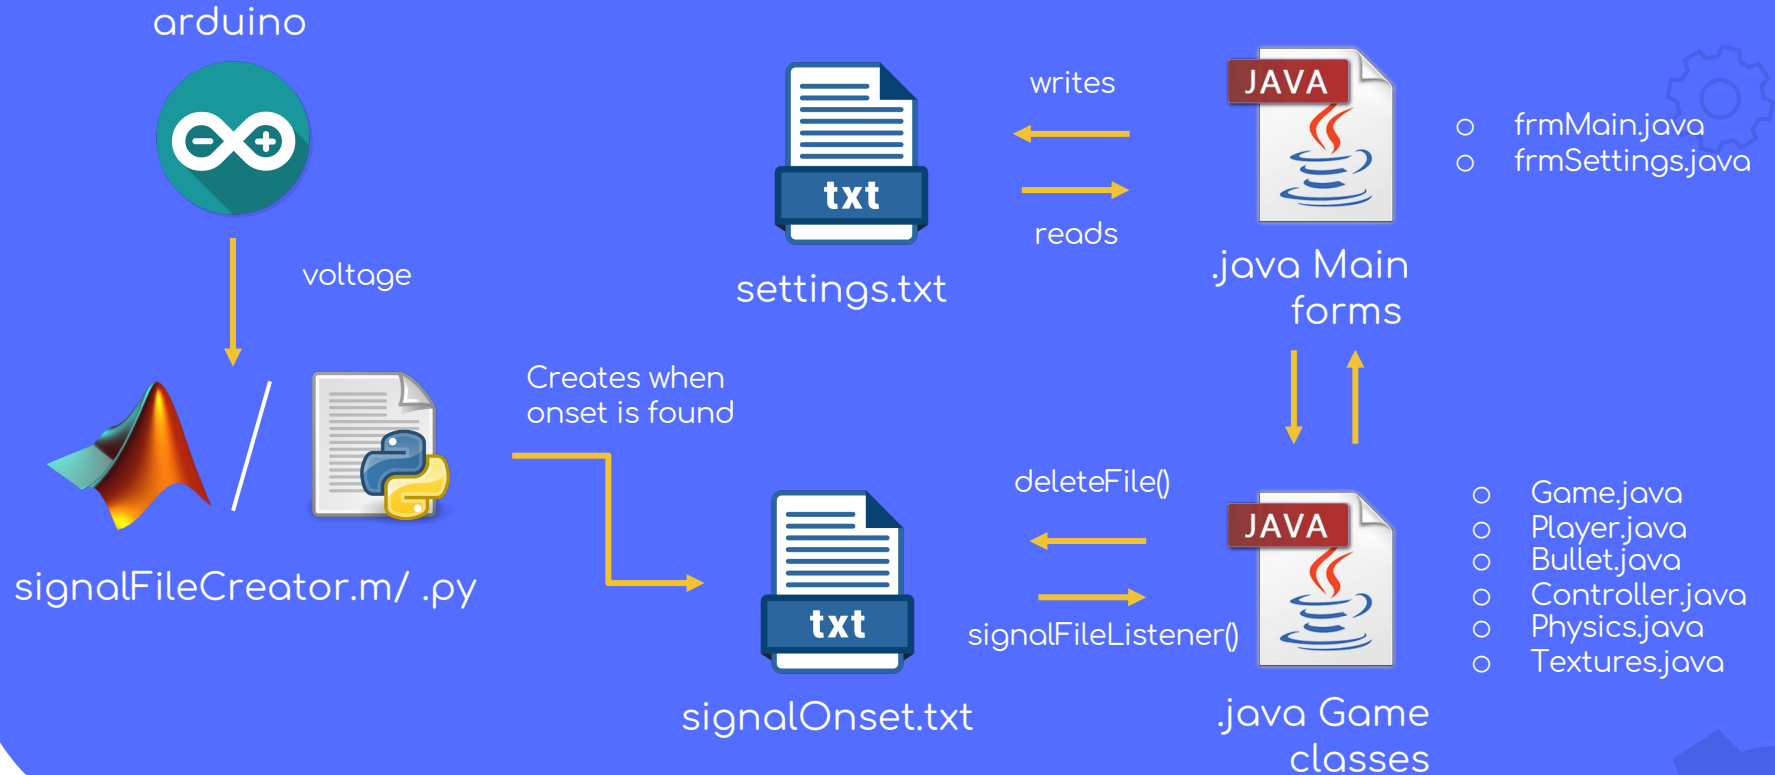 arduino
voltage
signalFileCreator.m/ .py
Creates when
onset is found
txt
settings.txt
writes
reads
JAVA
.java Main
forms
frmMain.java
frmSettings.java
txt
signalOnset.txt
deleteFile()
signalFileListener()
JAVA
.java Game
classes
Game.java
Player.java
Bullet.java
Controller.java
Physics.java
Textures.java